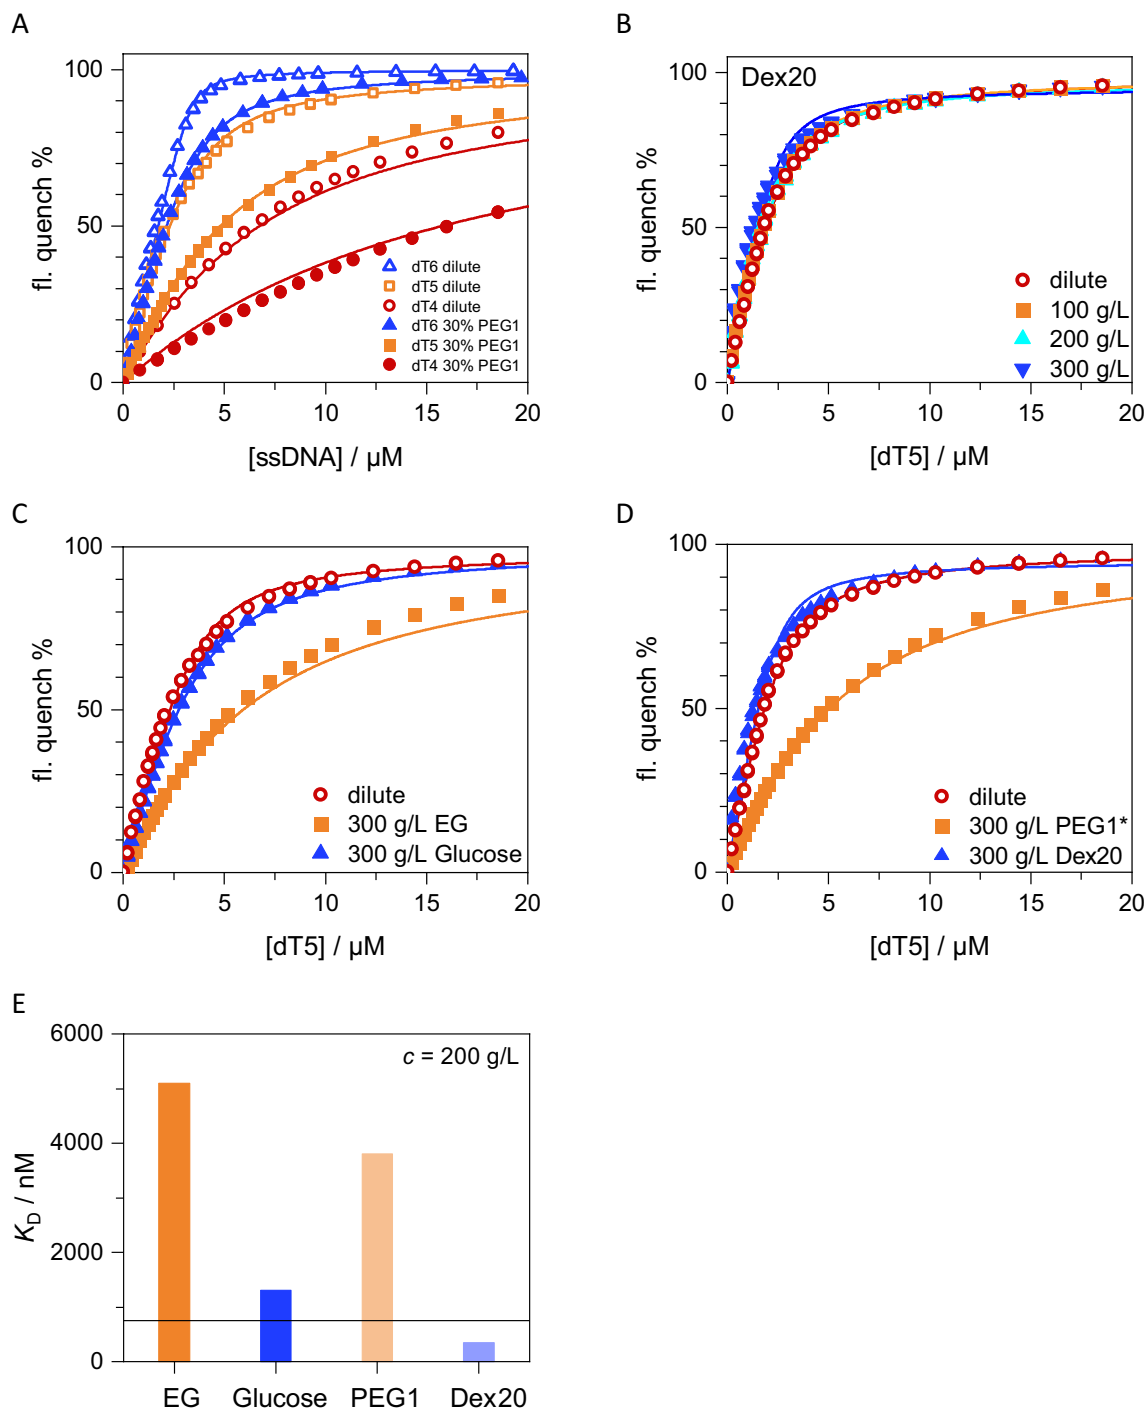 A
100
50
0
0
5
10
15
20
fl. quench %
[ssDNA] / µM
dT6 dilute
dT5 dilute
dT4 dilute
dT6 30% PEG1
dT5 30% PEG1
dT4 30% PEG1
B
Dex20
100
50
0
0
5
10
15
20
fl. quench %
[dT5] / µM
dilute
100 g/L
200 g/L
300 g/L
C
100
50
0
0
5
10
15
20
fl. quench %
[dT5] / µM
dilute
300 g/L EG
300 g/L Glucose
D
100
50
0
0
5
10
15
20
fl. quench %
[dT5] / µM
dilute
300 g/L PEG1*
300 g/L Dex20
E
6000
4000
2000
0
K_D / nM
c = 200 g/L
EG
Glucose
PEG1
Dex20